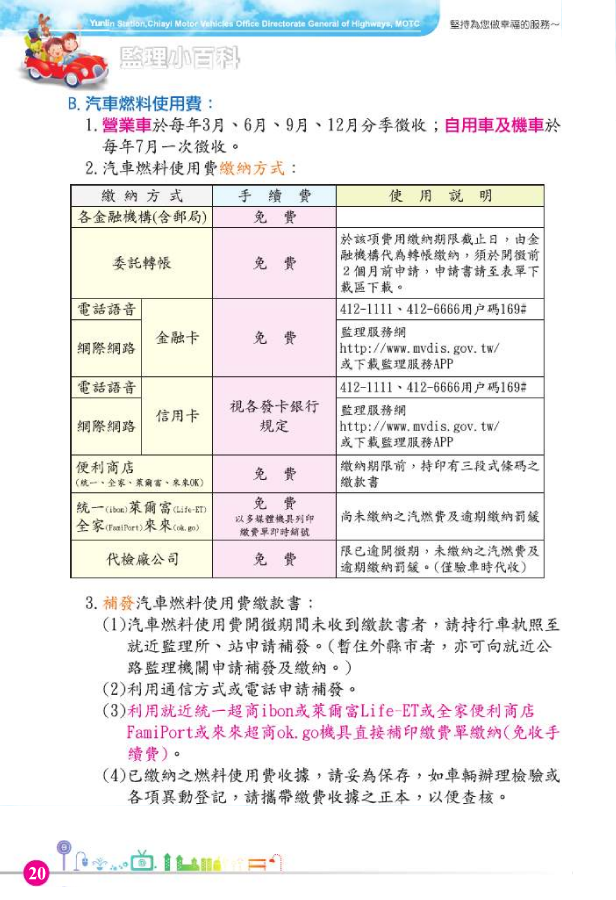 Yunlin Station,Chiayi Motor Vehicles Office Directorate General of Highways, MOTC
堅持為您做幸福的服務～
監理小百科
B. 汽車燃料使用費：
1. 營業車於每年3月、6月、9月、12月分季徵收；自用車及機車於
每年7月一次徵收。
2. 汽車燃料使用費繳納方式：
繳納方式 手續費 使用說明
各金融機構(含郵局) 免費
委託轉帳 免費
於該項費用繳納期限截止日，由金
融機構代為轉帳繳納，須於開徵前
2個月前申請，申請書請至表單下
載區下載。
電話語音 412-1111、412-6666用户碼169#
金融卡 免費
網際網路
監理服務網
http://www.mvdis.gov.tw/
或下載監理服務APP
電話語音 412-1111、412-6666用户碼169#
信用卡
視各發卡銀行
規定
網際網路
監理服務網
http://www.mvdis.gov.tw/
或下載監理服務APP
便利商店
(統一、全家、萊爾富、來來OK)
免費
繳納期限前，持印有三段式條碼之
繳款書
統一(ibon)萊爾富(Life-ET)
全家(FamiPort)來來(ok.go)
免費
以多媒體機具列印
繳費單即時銷號
尚未繳納之汽燃費及逾期繳納罰鍰
代檢廠公司 免費
限已逾開徵期，未繳納之汽燃費及
逾期繳納罰鍰。(僅驗車時代收)
3. 補發汽車燃料使用費繳款書：
(1)汽車燃料使用費開徵期間未收到繳款書者，請持行車執照至
就近監理所、站申請補發。(暫住外縣市者，亦可向就近公
路監理機關申請補發及繳納。)
(2)利用通信方式或電話申請補發。
(3)利用就近統一超商ibon或萊爾富Life-ET或全家便利商店
FamiPort或來來超商ok.go機具直接補印繳費單繳納(免收手
續費)。
(4)已繳納之燃料使用費收據，請妥為保存，如車輛辦理檢驗或
各項異動登記，請攜帶繳費收據之正本，以便查核。
20